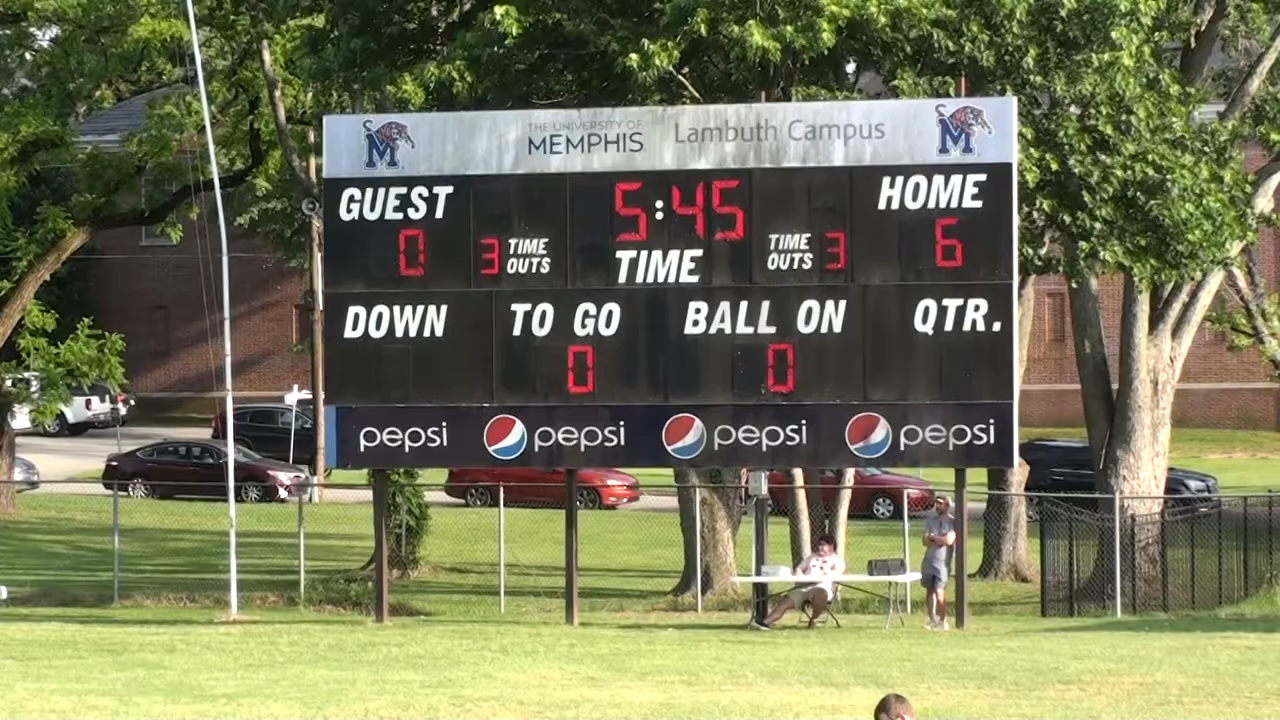 M THE UNIVERSITY OF MEMPHIS Lambuth Campus M
GUEST 5:45 HOME
0 3 TIME OUTS TIME TIME OUTS 3 6
DOWN TO GO BALL ON QTR.
0 0
pepsi pepsi pepsi pepsi